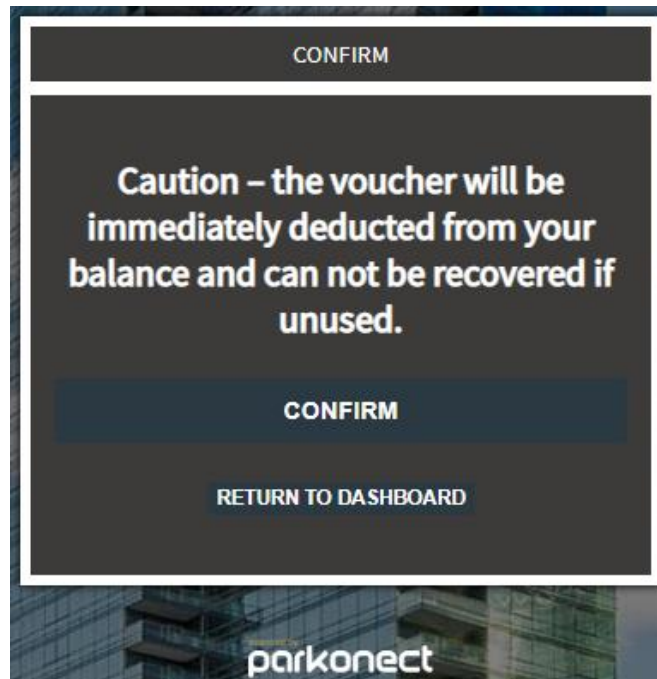 CONFIRM
Caution – the voucher will be
immediately deducted from your
balance and can not be recovered if
unused.
CONFIRM
RETURN TO DASHBOARD
parkonect